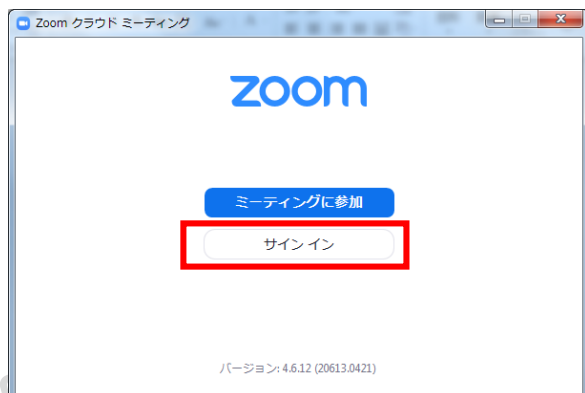 Zoom クラウド ミーティング
zoom
ミーティングに参加
サイン イン
バージョン: 4.6.12 (20613.0421)